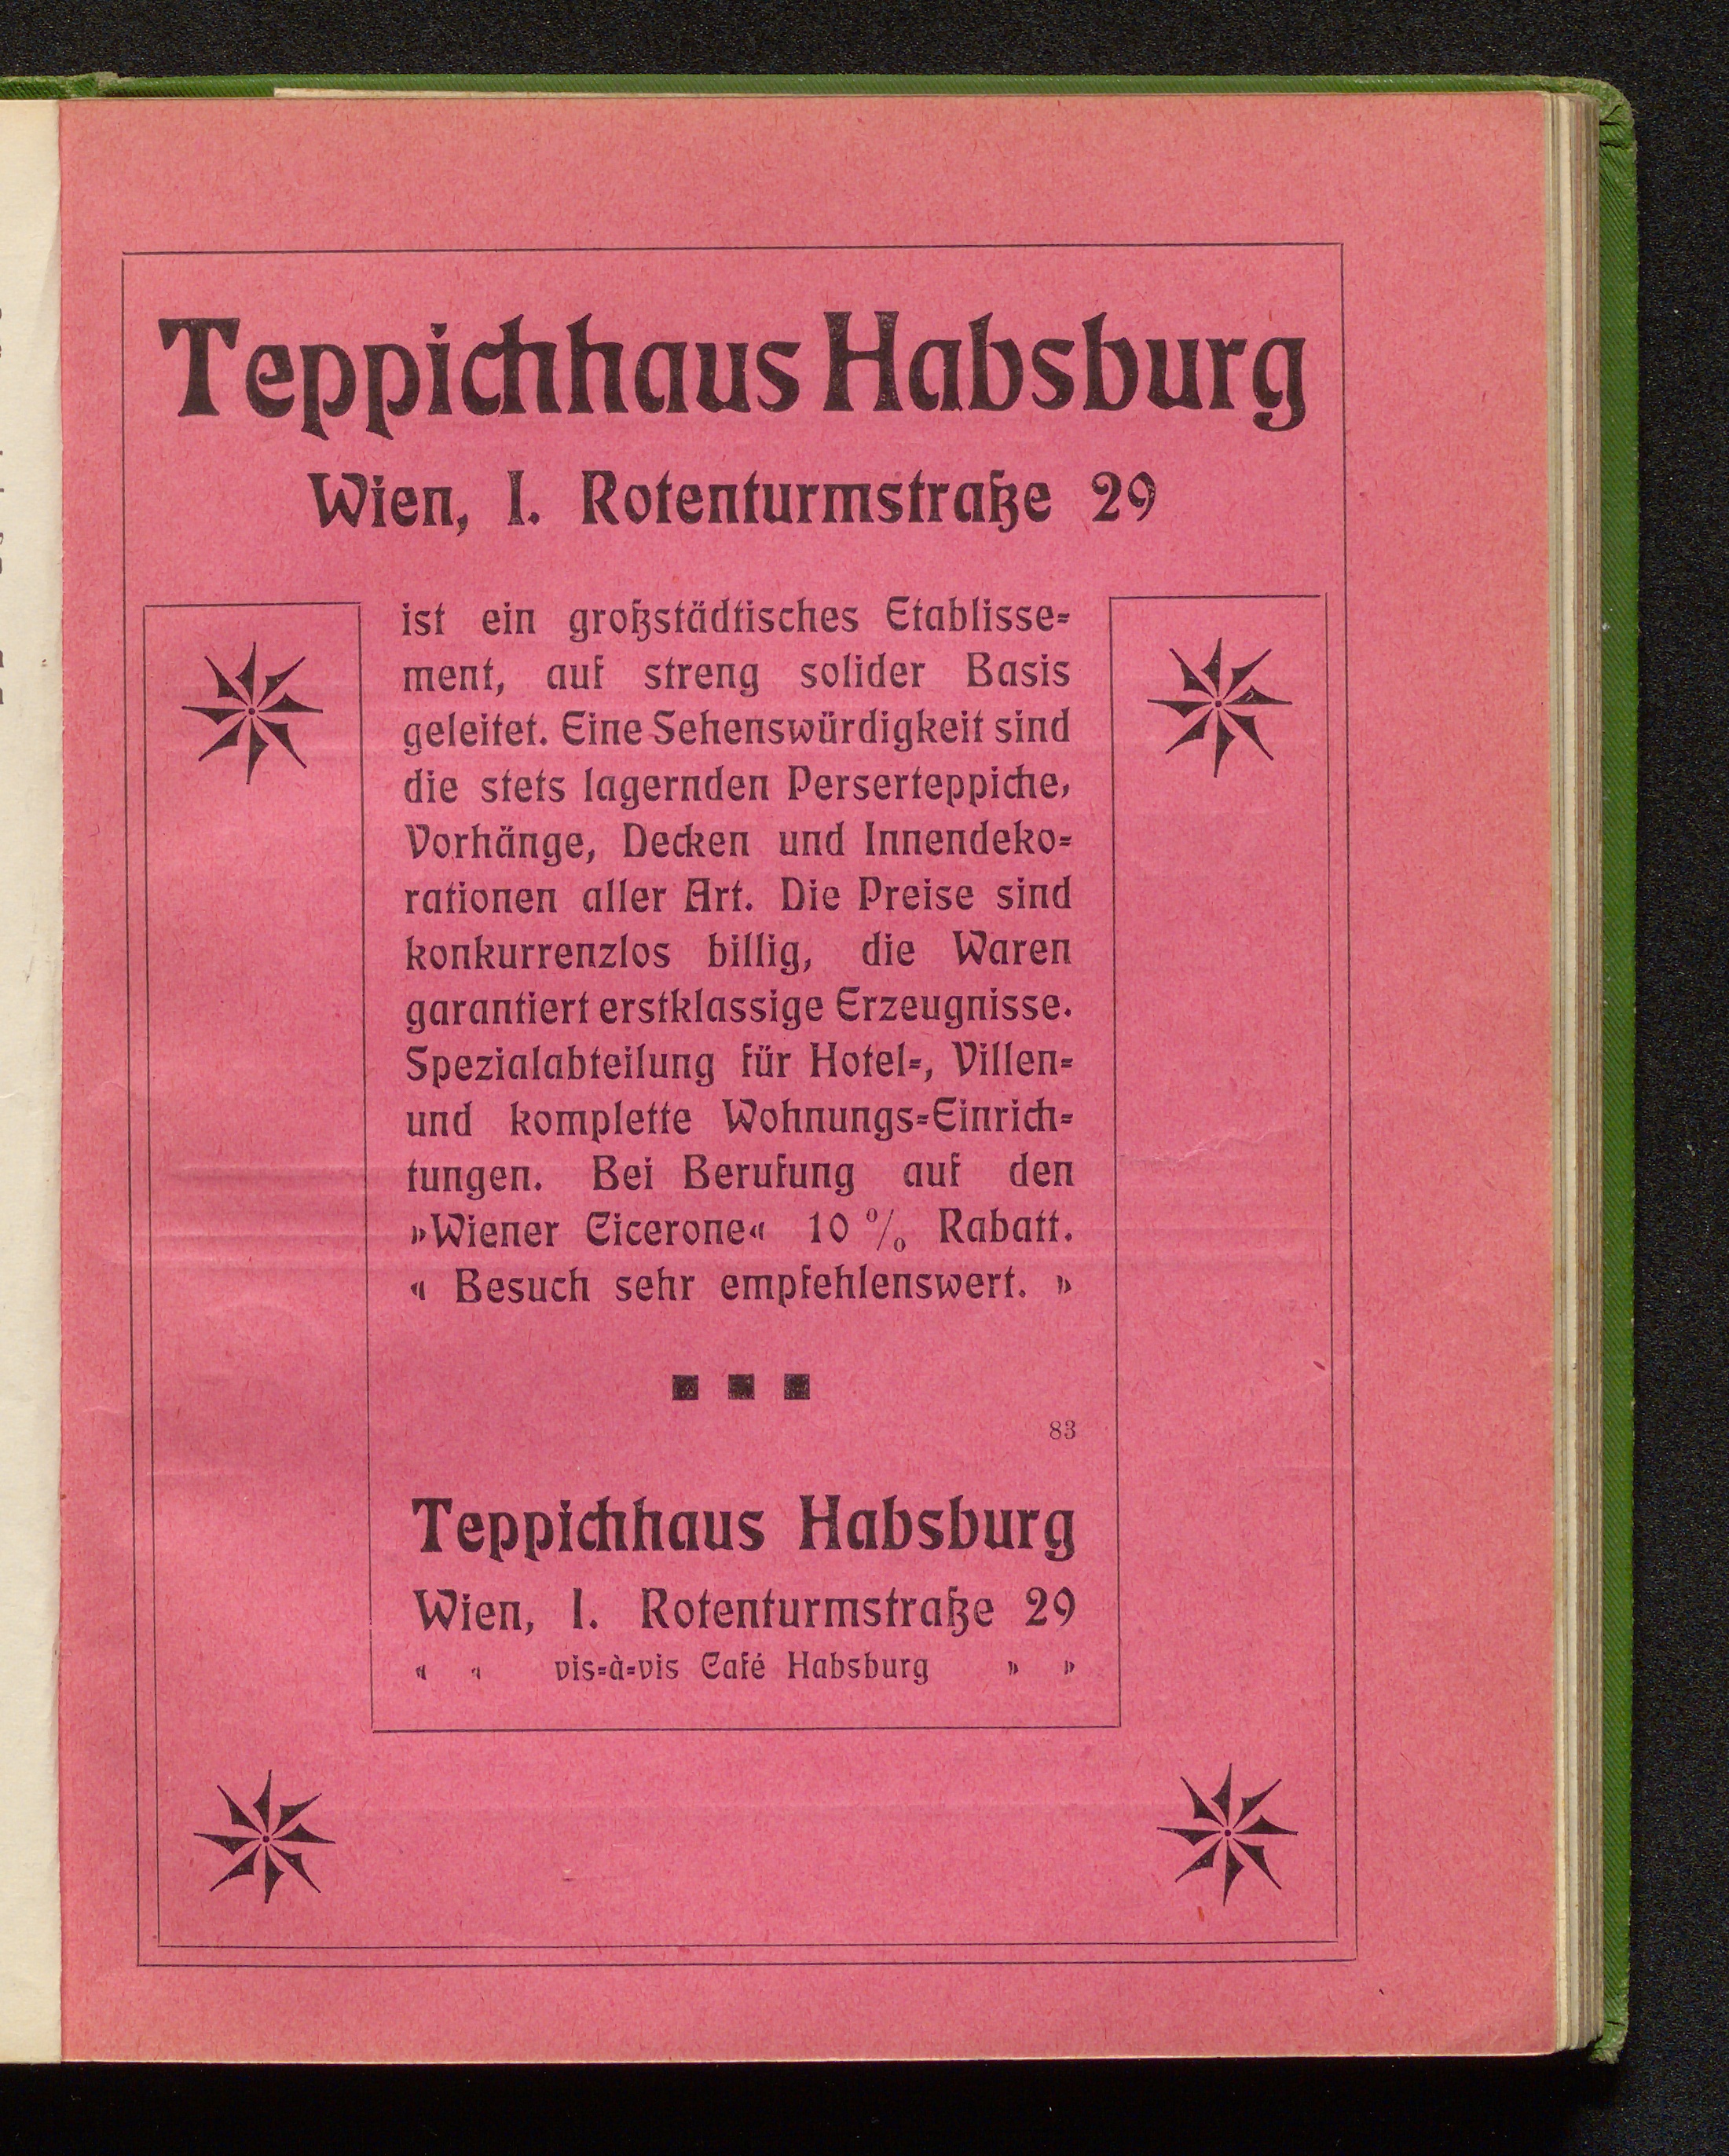 Teppichhaus Habsburg
Wien, I. Rotenturmstraße 29
ist ein großstädtisches Etablisse-
ment, auf streng solider Basis
geleitet. Eine Sehenswürdigkeit sind
die stets lagernden Perserteppiche,
Vorhänge, Decken und Innendeko-
rationen aller Art. Die Preise sind
konkurrenzlos billig, die Waren
garantiert erstklassige Erzeugnisse.
Spezialabteilung für Hotel-, Villen-
und komplette Wohnungs-Einrich-
tungen. Bei Berufung auf den
»Wiener Cicerone« 10 % Rabatt.
« Besuch sehr empfehlenswert. »
83
Teppichhaus Habsburg
Wien, I. Rotenturmstraße 29
« « vis-à-vis Café Habsburg » »